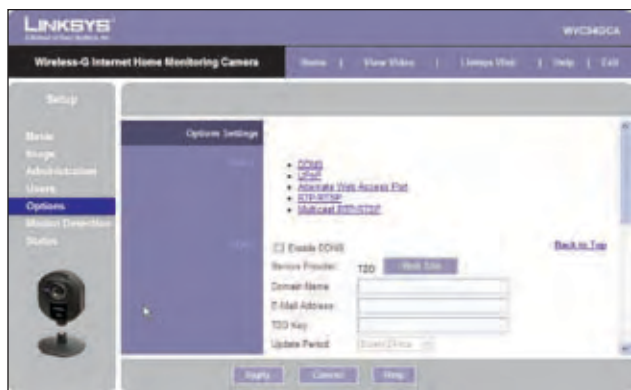 LINKSYS
WVC54GCA
Wireless-G Internet Home Monitoring Camera
Home | View Video | Linksys Web | Help | Exit
Setup
Basic
Image
Administration
Users
Options
Motion Detection
Status
Options Settings
DDNS
UPnP
Alternate Web Access Port
RTP/RTSP
Multicast RTP/RTSP
Enable DDNS
Back to Top
Service Provider: TZO Web Site
Domain Name
E-Mail Address:
TZO Key:
Update Period:
Apply Cancel Help